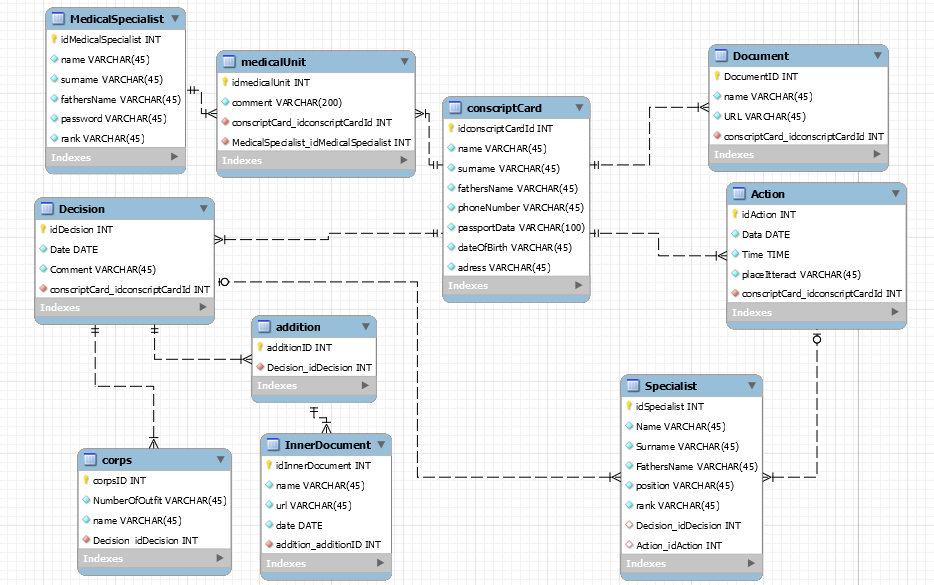 MedicalSpecialist
idMedicalSpecialist INT
name VARCHAR(45)
surname VARCHAR(45)
fathersName VARCHAR(45)
password VARCHAR(45)
rank VARCHAR(45)
Indexes
medicalUnit
idmedicalUnit INT
comment VARCHAR(200)
conscriptCard_idconscriptCardId INT
MedicalSpecialist_idMedicalSpecialist INT
Indexes
conscriptCard
idconscriptCardId INT
name VARCHAR(45)
surname VARCHAR(45)
fathersName VARCHAR(45)
phoneNumber VARCHAR(45)
passportData VARCHAR(100)
dateOfBirth VARCHAR(45)
adress VARCHAR(45)
Indexes
Document
DocumentID INT
name VARCHAR(45)
URL VARCHAR(45)
conscriptCard_idconscriptCardId INT
Indexes
Decision
idDecision INT
Date DATE
Comment VARCHAR(45)
conscriptCard_idconscriptCardId INT
Indexes
Action
idAction INT
Data DATE
Time TIME
placeItteract VARCHAR(45)
conscriptCard_idconscriptCardId INT
Indexes
addition
additionID INT
Decision_idDecision INT
Indexes
Specialist
idSpecialist INT
Name VARCHAR(45)
Surname VARCHAR(45)
FathersName VARCHAR(45)
position VARCHAR(45)
rank VARCHAR(45)
Decision_idDecision INT
Action_idAction INT
Indexes
corps
corpsID INT
NumberOfOutfit VARCHAR(45)
name VARCHAR(45)
Decision_idDecision INT
Indexes
InnerDocument
idInnerDocument INT
name VARCHAR(45)
url VARCHAR(45)
date DATE
addition_additionID INT
Indexes